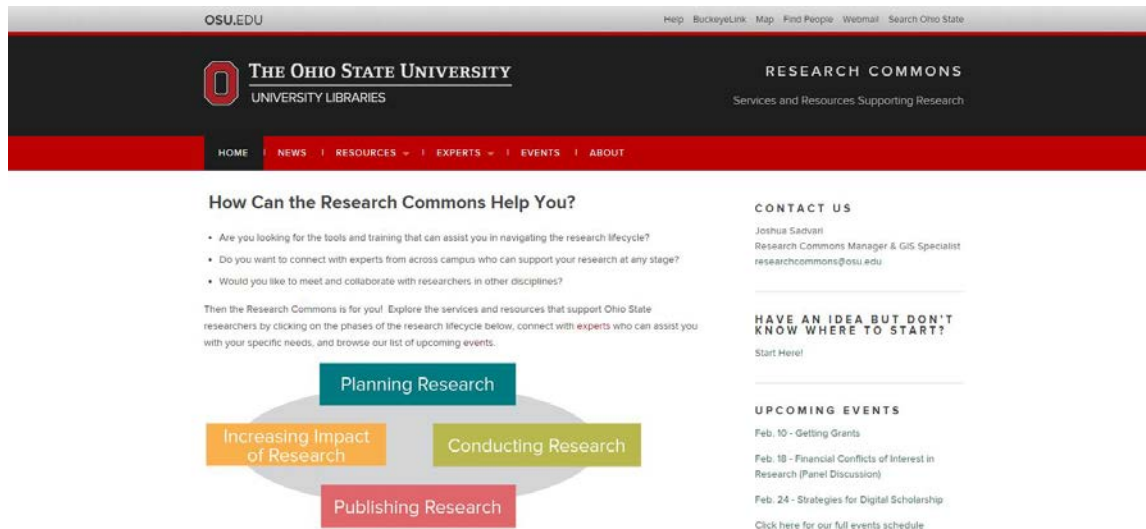 OSU.EDU
Help BuckeyeLink Map Find People Webmail Search Ohio State
THE OHIO STATE UNIVERSITY
UNIVERSITY LIBRARIES
RESEARCH COMMONS
Services and Resources Supporting Research
HOME NEWS RESOURCES EXPERTS EVENTS ABOUT
How Can the Research Commons Help You?
• Are you looking for the tools and training that can assist you in navigating the research lifecycle?
• Do you want to connect with experts from across campus who can support your research at any stage?
• Would you like to meet and collaborate with researchers in other disciplines?
Then the Research Commons is for you! Explore the services and resources that support Ohio State
researchers by clicking on the phases of the research lifecycle below, connect with experts who can assist you
with your specific needs, and browse our list of upcoming events.
Planning Research
Increasing Impact
of Research
Conducting Research
Publishing Research
CONTACT US
Joshua Sadvari
Research Commons Manager & GIS Specialist
researchcommons@osu.edu
HAVE AN IDEA BUT DON'T
KNOW WHERE TO START?
Start Here!
UPCOMING EVENTS
Feb. 10 - Getting Grants
Feb. 18 - Financial Conflicts of Interest in
Research (Panel Discussion)
Feb. 24 - Strategies for Digital Scholarship
Click here for our full events schedule